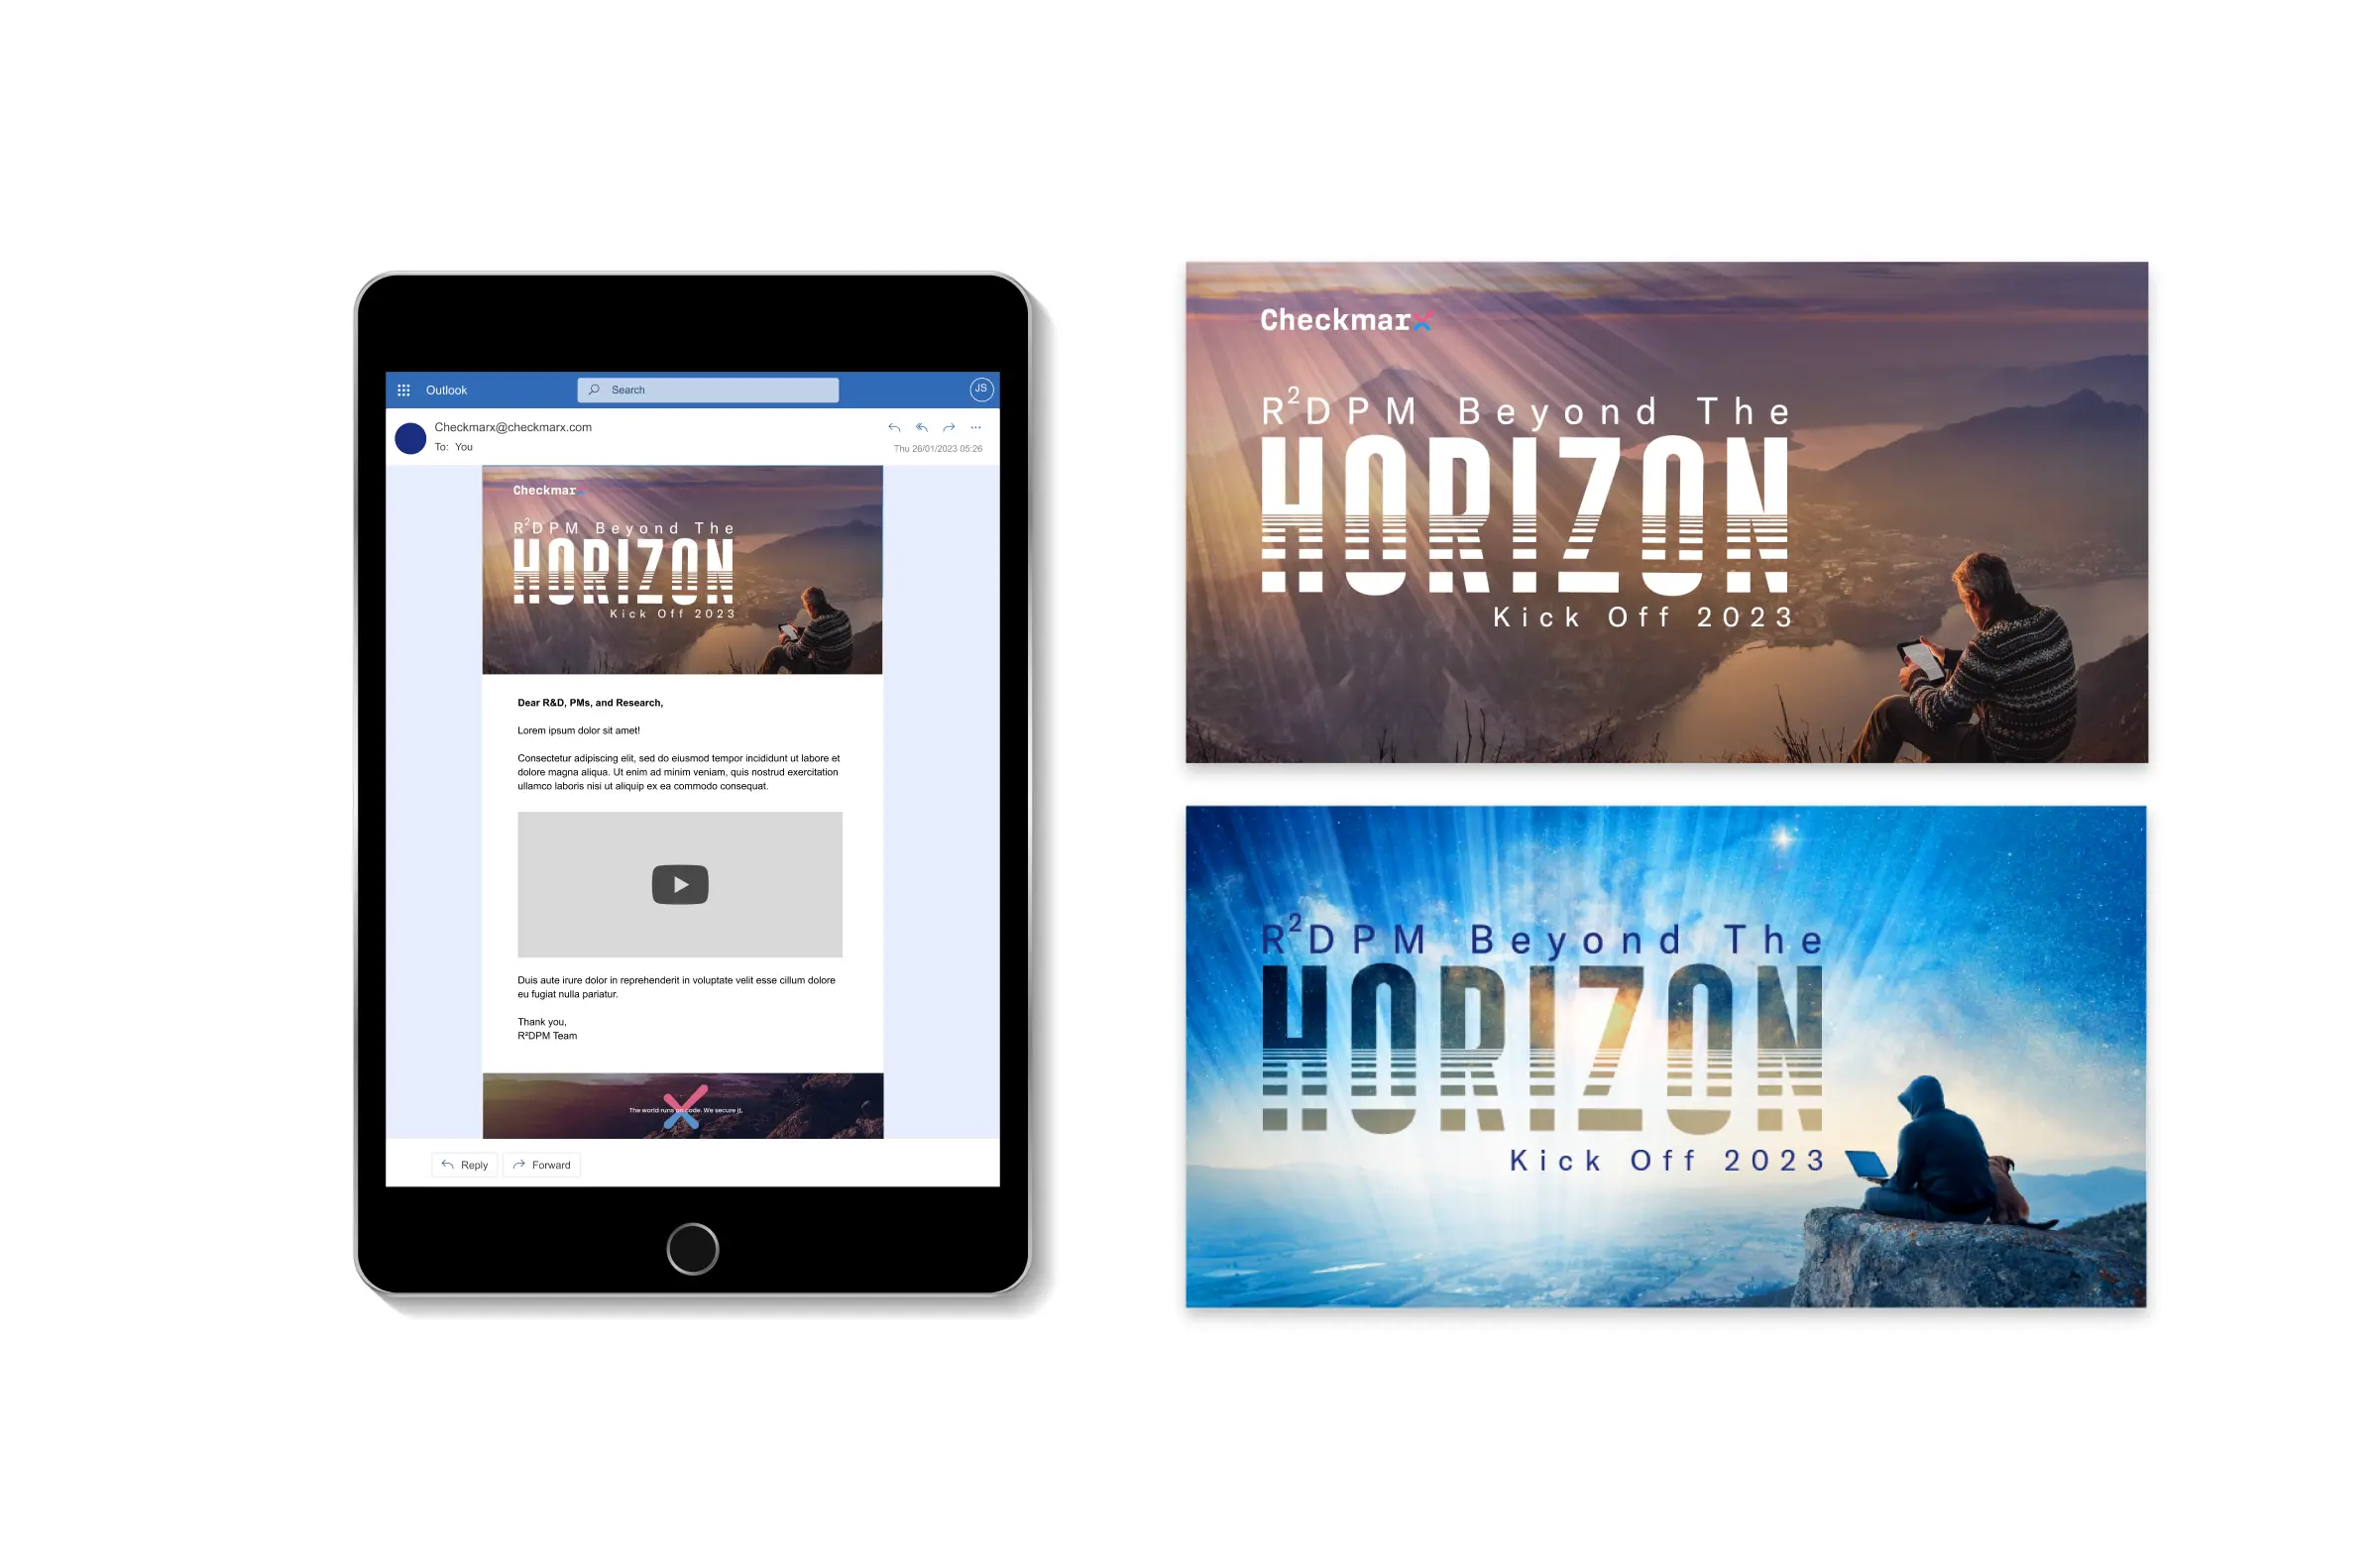 Outlook
Search
JS
Checkmarx@checkmarx.com
To: You
Thu 26/01/2023 05:26
Checkmarx
R²DPM Beyond The
HORIZON
Kick Off 2023
Dear R&D, PMs, and Research,
Lorem ipsum dolor sit amet!
Consectetur adipiscing elit, sed do eiusmod tempor incididunt ut labore et
dolore magna aliqua. Ut enim ad minim veniam, quis nostrud exercitation
ullamco laboris nisi ut aliquip ex ea commodo consequat.
Duis aute irure dolor in reprehenderit in voluptate velit esse cillum dolore
eu fugiat nulla pariatur.
Thank you,
R²DPM Team
The world runs on code. We secure it.
Reply
Forward
Checkmarx
R²DPM Beyond The
HORIZON
Kick Off 2023
R²DPM Beyond The
HORIZON
Kick Off 2023